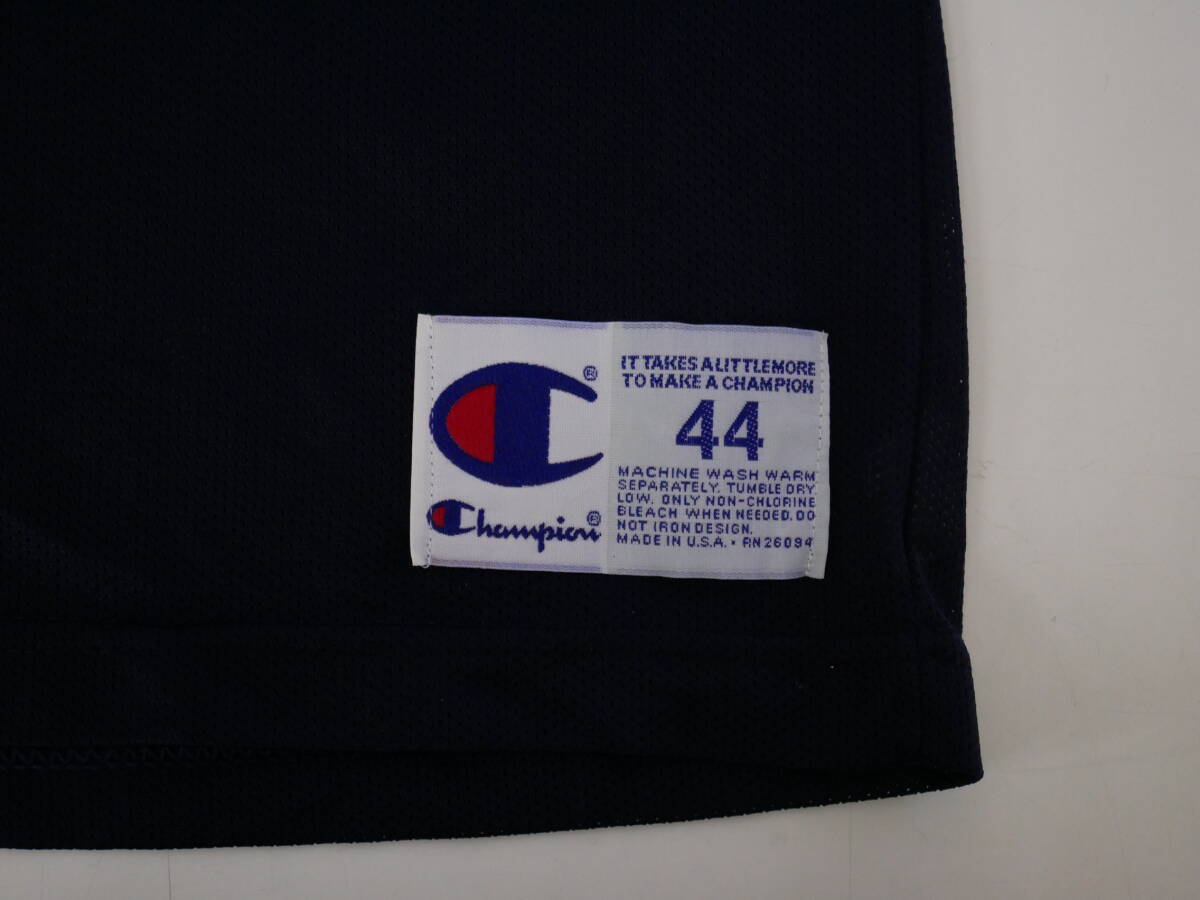 ®
Champion®
IT TAKES A LITTLE MORE
TO MAKE A CHAMPION
44
MACHINE WASH WARM
SEPARATELY. TUMBLE DRY
LOW. ONLY NON-CHLORINE
BLEACH WHEN NEEDED. DO
NOT IRON DESIGN.
MADE IN U.S.A. • RN 26094